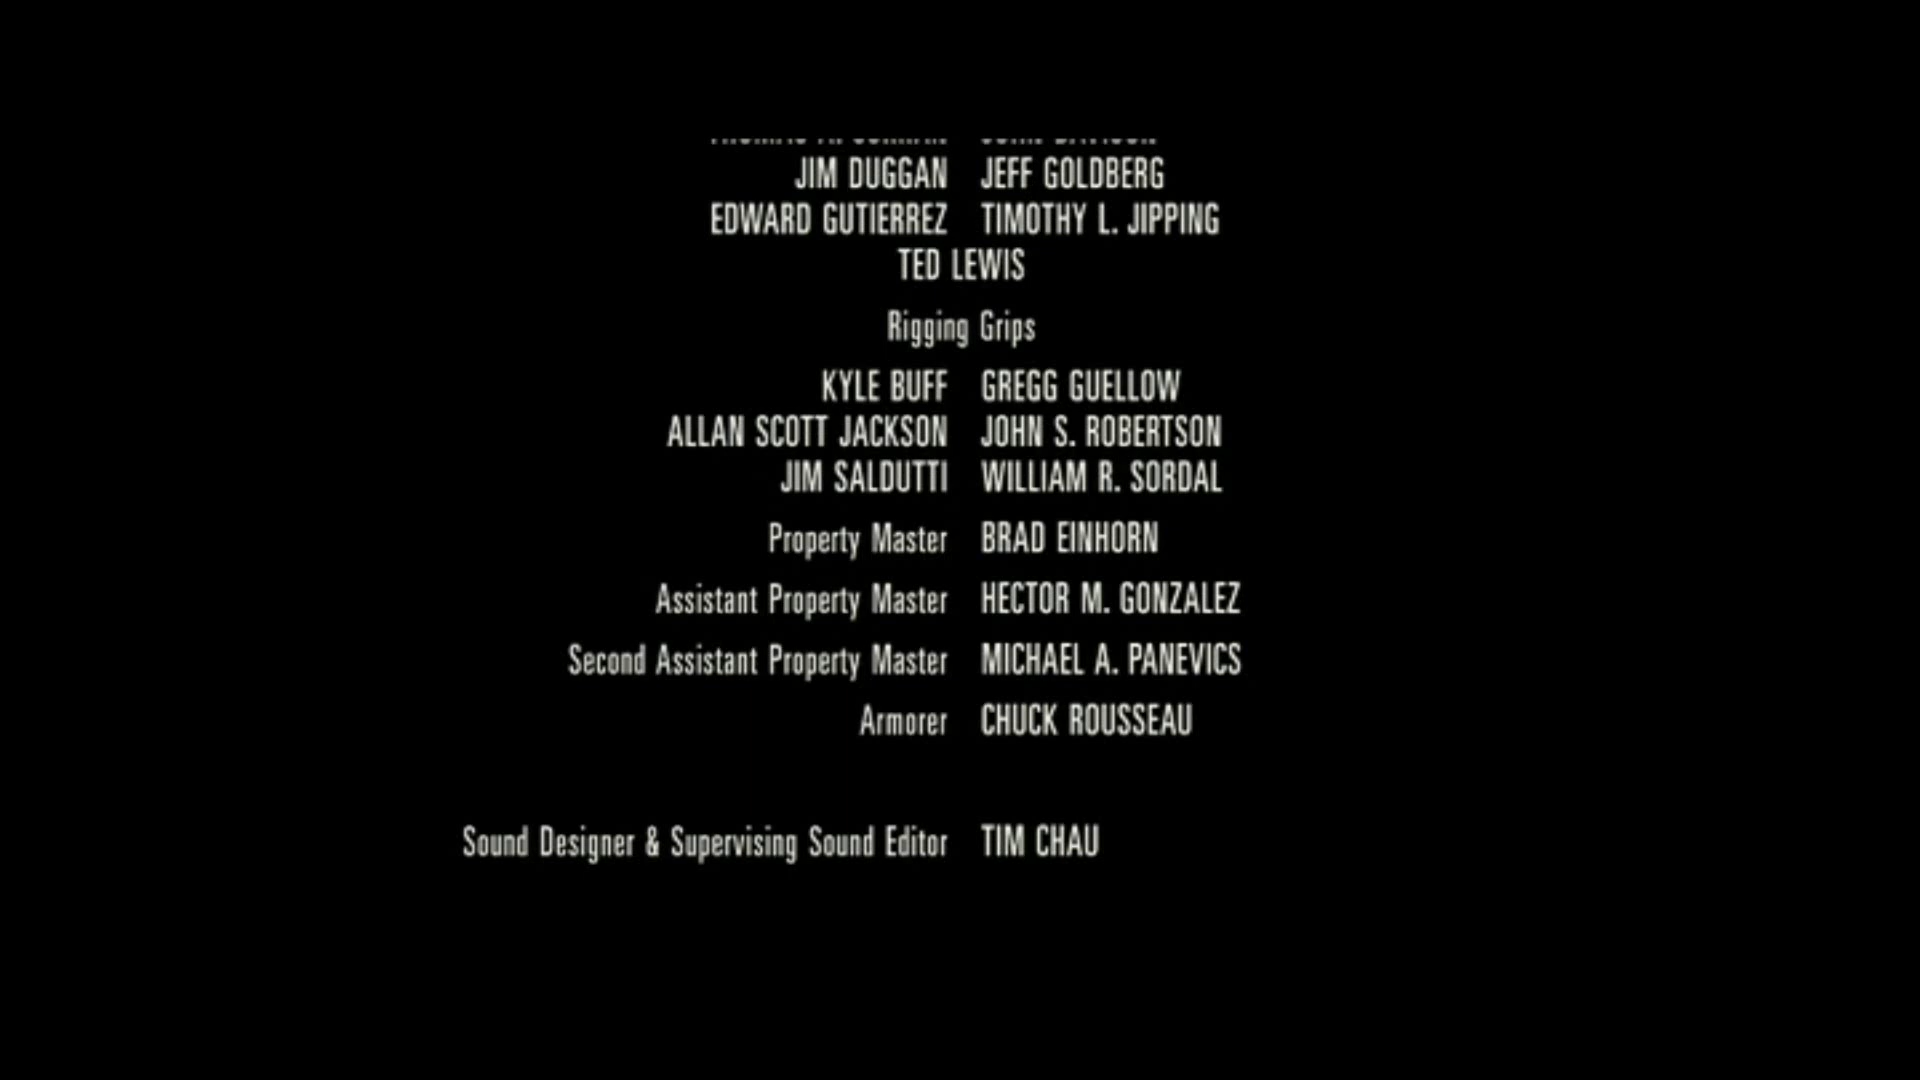 JIM DUGGAN JEFF GOLDBERG
EDWARD GUTIERREZ TIMOTHY L. JIPPING
TED LEWIS
Rigging Grips
KYLE BUFF GREGG GUELLOW
ALLAN SCOTT JACKSON JOHN S. ROBERTSON
JIM SALDUTTI WILLIAM R. SORDAL
Property Master BRAD EINHORN
Assistant Property Master HECTOR M. GONZALEZ
Second Assistant Property Master MICHAEL A. PANEVICS
Armorer CHUCK ROUSSEAU
Sound Designer & Supervising Sound Editor TIM CHAU